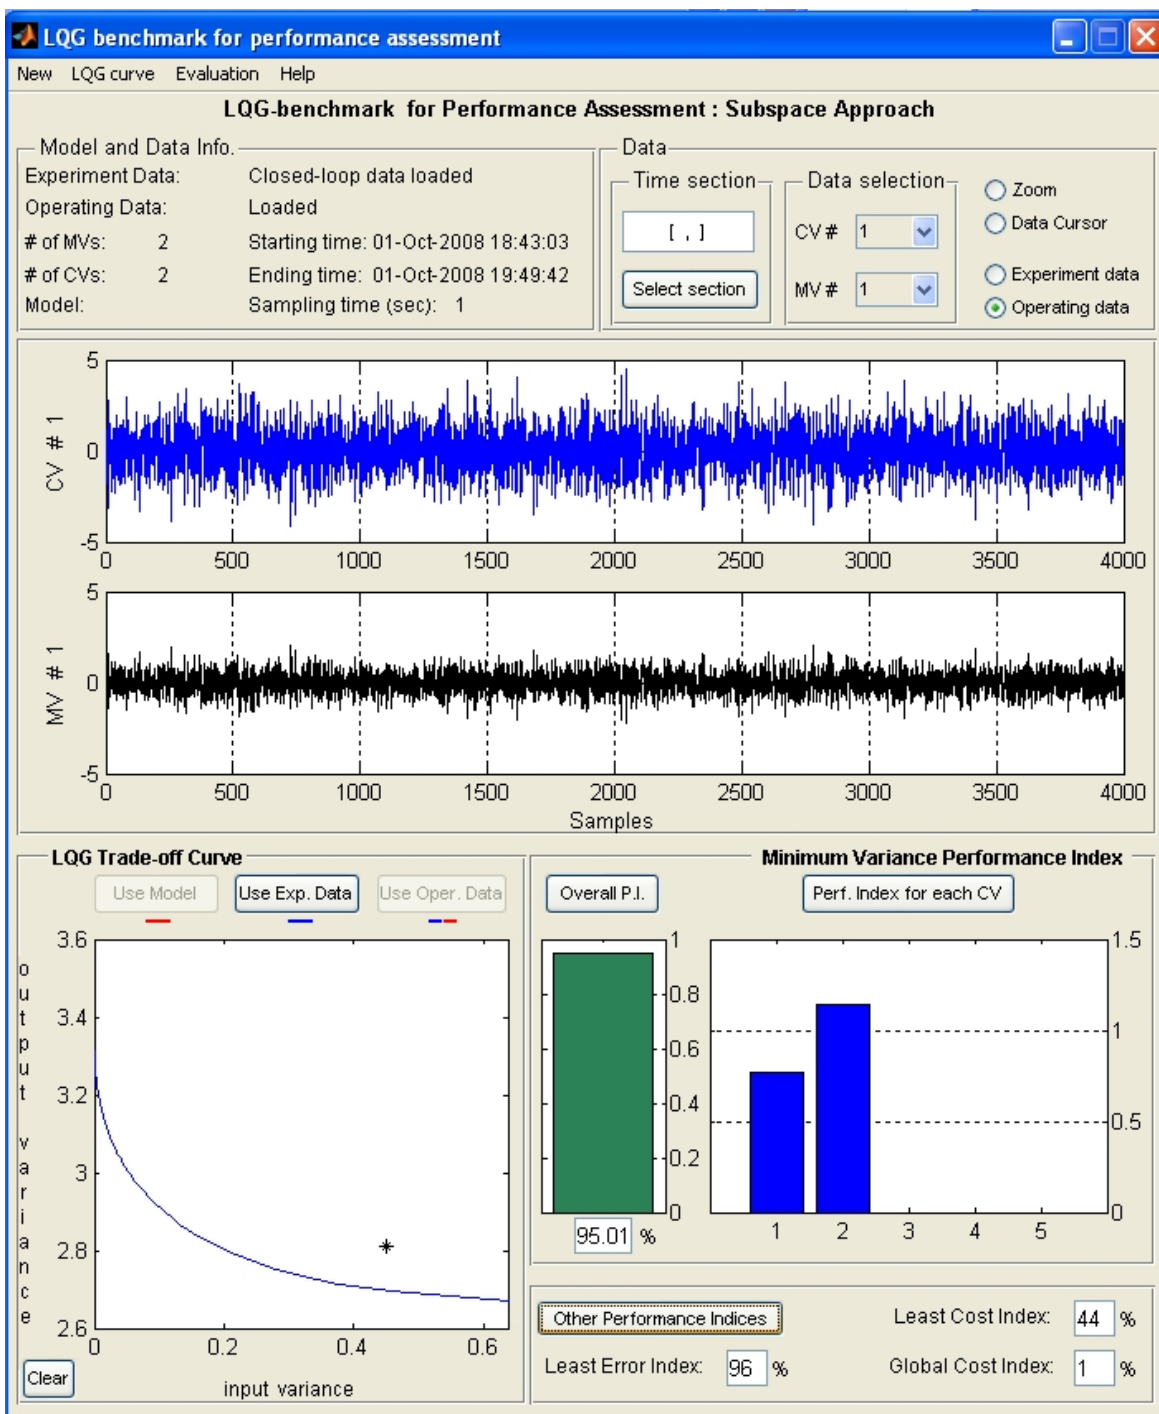 LQG benchmark for performance assessment
New LQG curve Evaluation Help
LQG-benchmark for Performance Assessment : Subspace Approach
Model and Data Info.
Experiment Data: Closed-loop data loaded
Operating Data: Loaded
# of MVs: 2 Starting time: 01-Oct-2008 18:43:03
# of CVs: 2 Ending time: 01-Oct-2008 19:49:42
Model: Sampling time (sec): 1
Data
Time section
[ , ]
Select section
Data selection
CV # 1
MV # 1
Zoom
Data Cursor
Experiment data
Operating data
CV # 1
5
0
-5
0 500 1000 1500 2000 2500 3000 3500 4000
MV # 1
5
0
-5
0 500 1000 1500 2000 2500 3000 3500 4000
Samples
LQG Trade-off Curve
Use Model Use Exp. Data Use Oper. Data
output variance
3.6
3.4
3.2
3
2.8
2.6
0 0.2 0.4 0.6
input variance
Clear
Minimum Variance Performance Index
Overall P.I. Perf. Index for each CV
1
0.8
0.6
0.4
0.2
0
95.01 %
1.5
1
0.5
0
1 2 3 4 5
Other Performance Indices Least Cost Index: 44 %
Least Error Index: 96 % Global Cost Index: 1 %